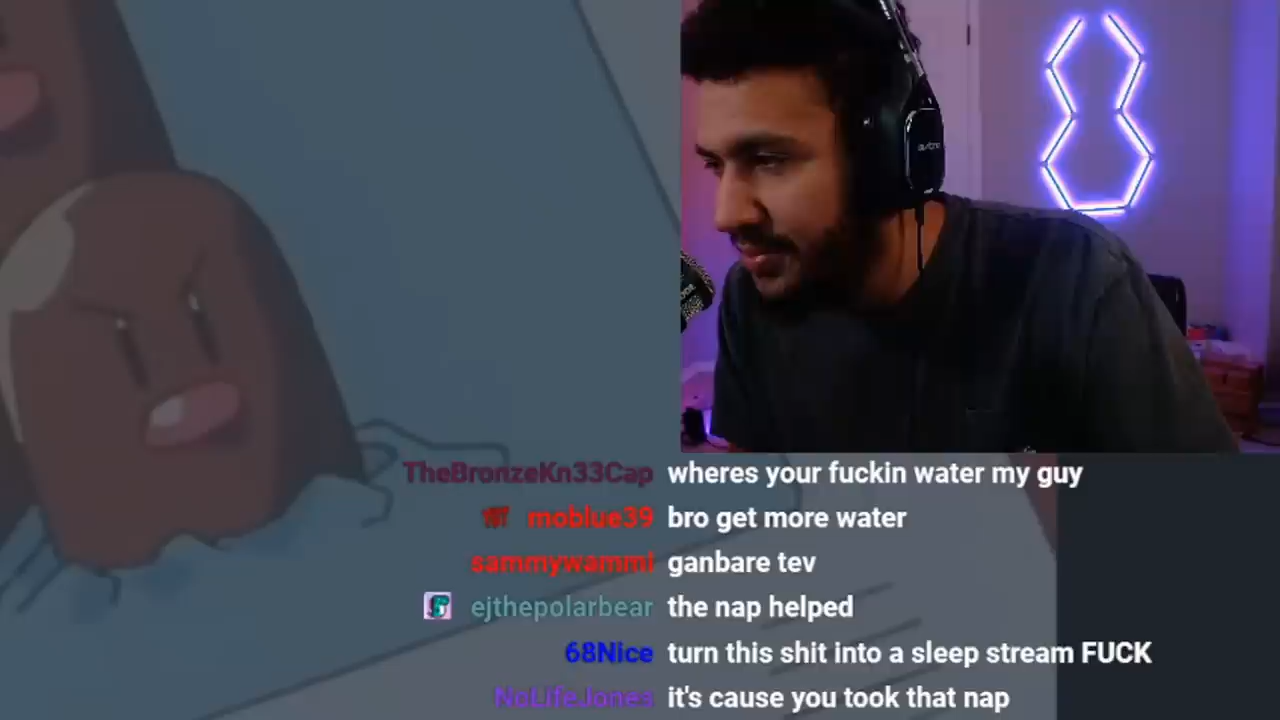 astro
TheBronzeKn33Cap wheres your fuckin water my guy
moblue39 bro get more water
sammywammi ganbare tev
ejthepolarbear the nap helped
68Nice turn this shit into a sleep stream FUCK
NoLifeJones it's cause you took that nap